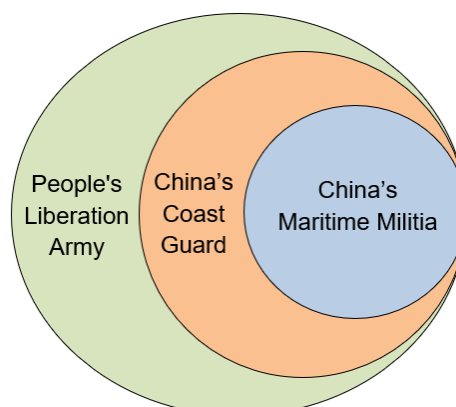 People's
Liberation
Army
China’s
Coast
Guard
China’s
Maritime Militia